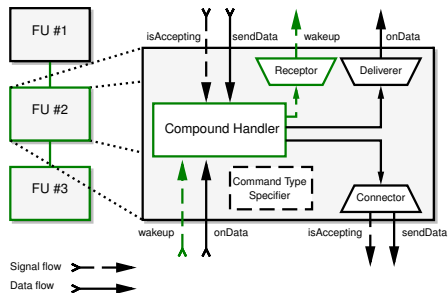 FU #1
isAccepting
sendData
wakeup
onData
Receptor
Deliverer
FU #2
Compound Handler
Command Type
Specifier
FU #3
Connector
wakeup
onData
isAccepting
sendData
Signal flow
Data flow